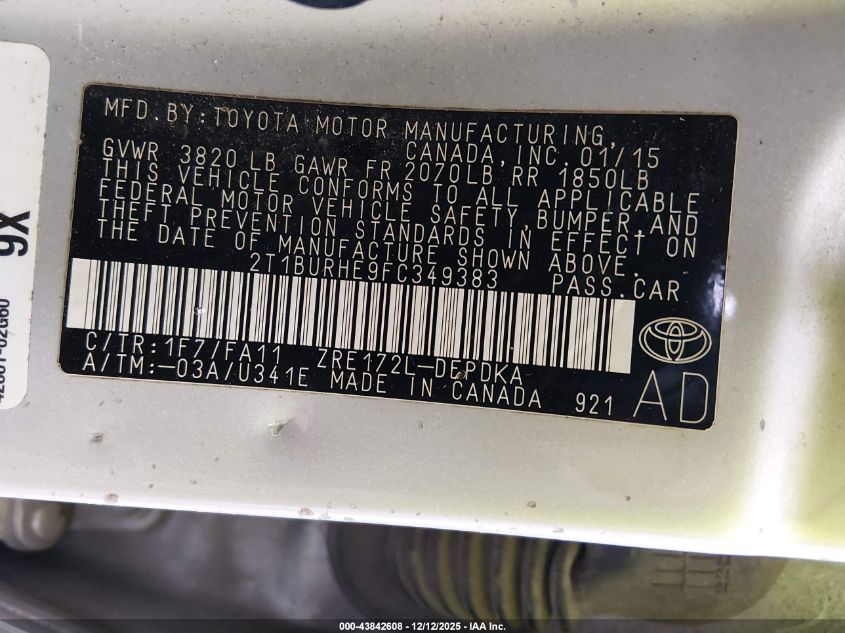 MFD. BY: TOYOTA MOTOR MANUFACTURING,
CANADA, INC. 01/15
GVWR 3820 LB GAWR FR 2070LB RR 1850LB
THIS VEHICLE CONFORMS TO ALL APPLICABLE
FEDERAL MOTOR VEHICLE SAFETY, BUMPER, AND
THEFT PREVENTION STANDARDS IN EFFECT ON
THE DATE OF MANUFACTURE SHOWN ABOVE.
2T1BURHE9FC349383 PASS. CAR
C/TR: 1F7/FA11 ZRE172L-DEPDKA
A/TM: -03A/U341E MADE IN CANADA 921
AD
9X
000-43842608 - 12/12/2025 - IAA Inc.